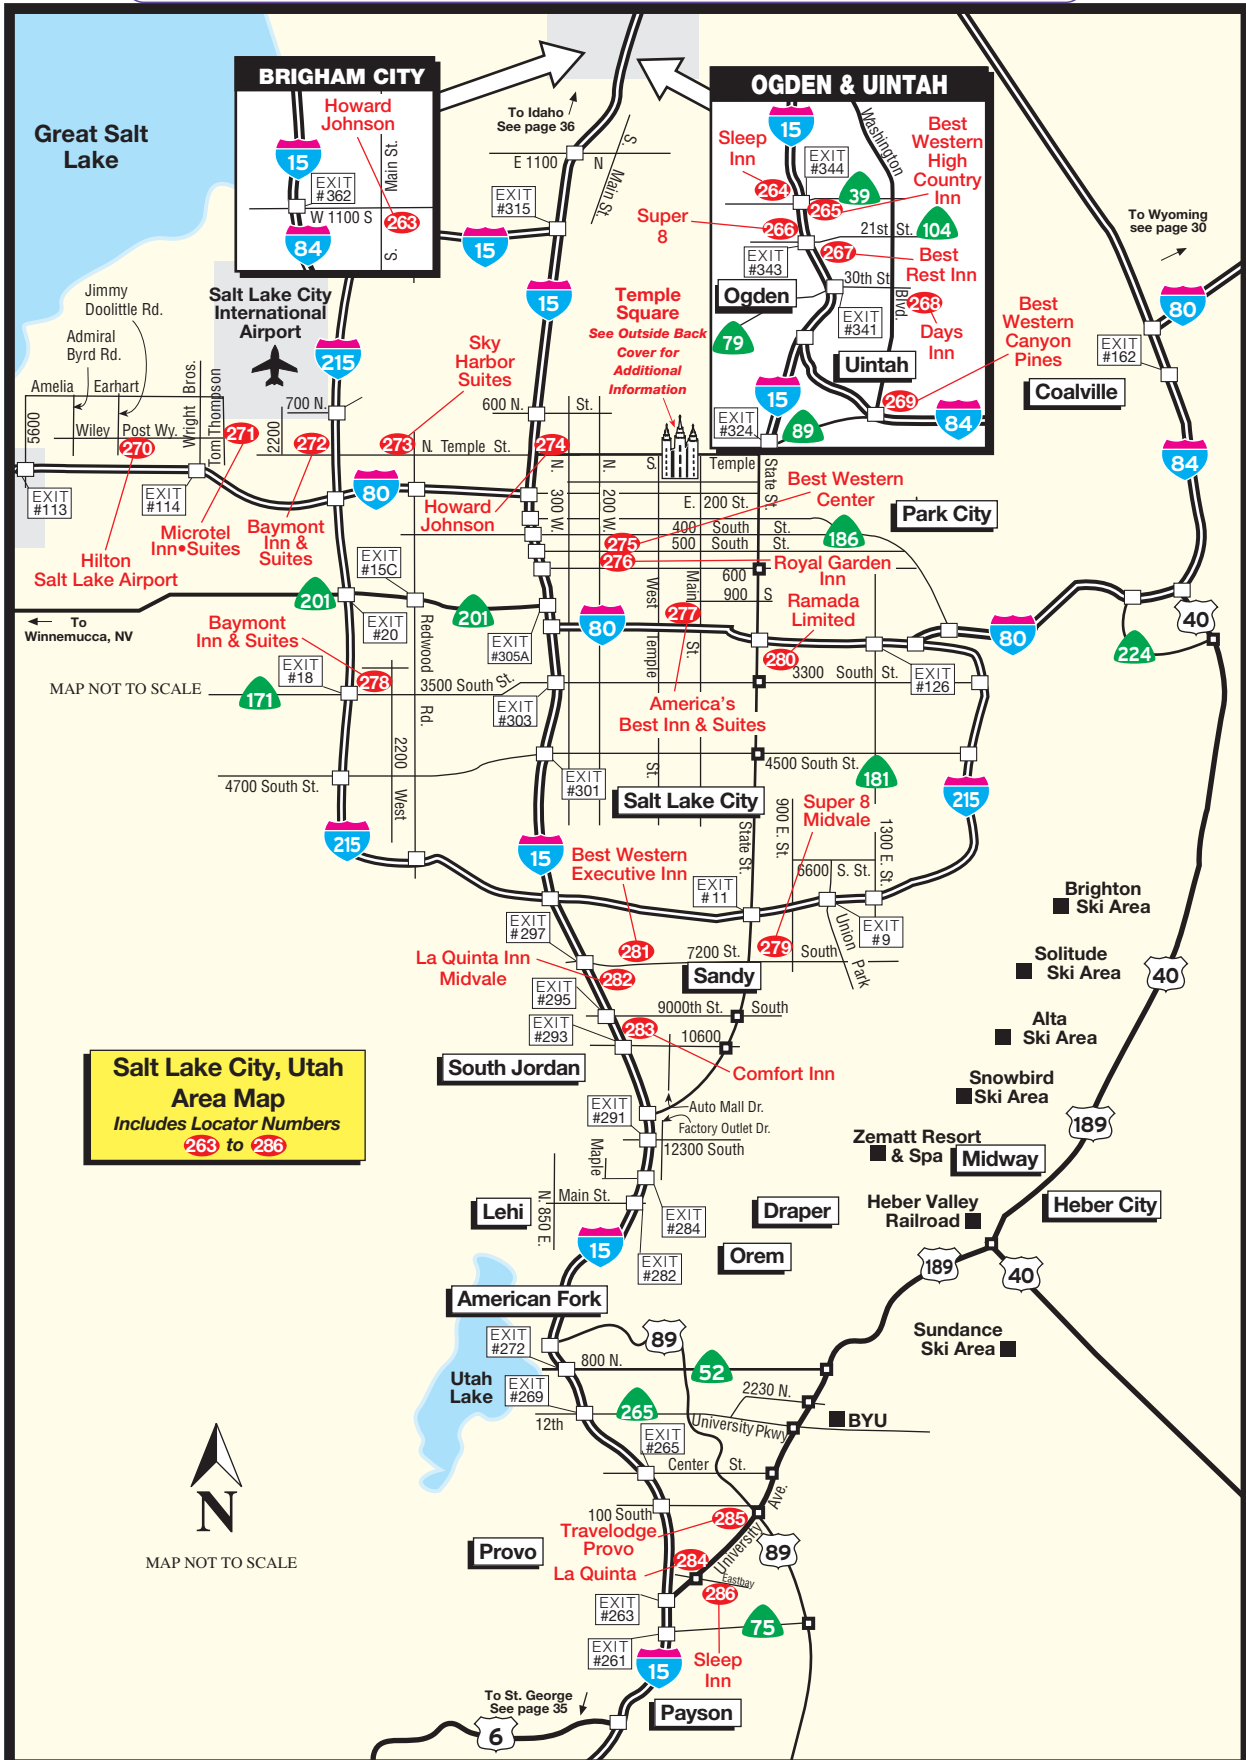 BRIGHAM CITY
Howard
Johnson
15
EXIT
#362
Main St.
W 1100 S
263
84
S.
Great Salt
Lake
To Idaho
See page 36
E 1100
N
S.
Main St.
EXIT
#315
15
15
OGDEN & UINTAH
15
Washington
Sleep
Inn
EXIT
#344
Best
Western
High
Country
Inn
264
39
265
Super
8
266
21st St.
104
EXIT
#343
267
Best
Rest Inn
30th St.
Blvd.
268
Ogden
EXIT
#341
Days
Inn
79
Uintah
15
269
EXIT
#324
89
84
Best
Western
Canyon
Pines
To Wyoming
see page 30
80
EXIT
#162
Coalville
84
Salt Lake City
International
Airport
Jimmy
Doolittle Rd.
Admiral
Byrd Rd.
Amelia
Earhart
5600
Wiley
Post Wy.
Wright Bros.
Tom Thompson
215
700 N.
2200
Sky
Harbor
Suites
600 N.
St.
Temple
Square
See Outside Back
Cover for
Additional
Information
270
271
272
273
N. Temple St.
274
N.
N.
S.
Temple
State St.
EXIT
#113
EXIT
#114
80
300 W.
200 W.
E. 200 St.
Best Western
Center
Park City
Howard
Johnson
Microtel
Inn•Suites
Baymont
Inn &
Suites
Hilton
Salt Lake Airport
400 South St.
500 South St.
186
275
276
Royal Garden
Inn
600
900 S
EXIT
#15C
201
201
To
Winnemucca, NV
EXIT
#20
Redwood
Rd.
EXIT
#305A
80
West
Temple
St.
Main
St.
277
Ramada
Limited
280
80
40
224
Baymont
Inn & Suites
EXIT
#18
278
MAP NOT TO SCALE
171
3500 South St.
EXIT
#303
3300 South St.
EXIT
#126
America's
Best Inn & Suites
2200
West
4700 South St.
EXIT
#301
4500 South St.
181
215
Salt Lake City
State St.
900 E. St.
Super 8
Midvale
1300 E. St.
215
15
Best Western
Executive Inn
6600 S. St.
EXIT
#11
EXIT
#9
Union Park
EXIT
#297
Brighton
Ski Area
La Quinta Inn
Midvale
281
282
7200 St.
279
South
Sandy
Solitude
Ski Area
40
EXIT
#295
9000th St.
South
EXIT
#293
283
10600
Alta
Ski Area
Salt Lake City, Utah
Area Map
Includes Locator Numbers
263 to 286
South Jordan
Comfort Inn
Snowbird
Ski Area
EXIT
#291
Auto Mall Dr.
Factory Outlet Dr.
12300 South
189
Zematt Resort
& Spa
Midway
Maple
Main St.
N. 850 E.
Lehi
EXIT
#284
Draper
Heber Valley
Railroad
Heber City
15
EXIT
#282
Orem
189
40
American Fork
EXIT
#272
89
Sundance
Ski Area
800 N.
52
Utah
Lake
EXIT
#269
2230 N.
265
12th
University Pkwy
BYU
EXIT
#265
Center St.
N
MAP NOT TO SCALE
100 South
285
Ave.
University
Travelodge
Provo
Provo
284
89
La Quinta
Eastbay
286
EXIT
#263
75
EXIT
#261
15
Sleep
Inn
To St. George
See page 35
Payson
6